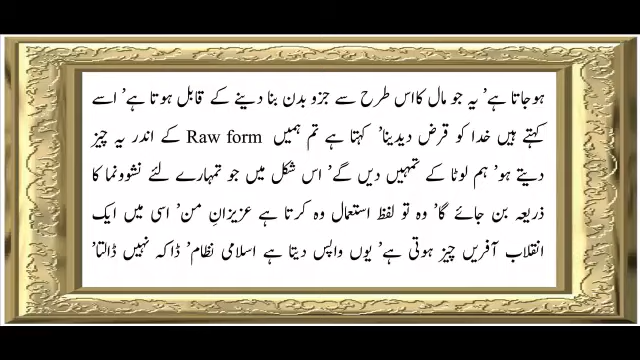 ہوجاتا ہے' یہ جو مال کااس طرح سے جزو بدن بنا دینے کے قابل ہوتا ہے' اسے
کہتے ہیں خدا کو قرض دیدینا' کہتا ہے تم ہمیں Raw form کے اندر یہ چیز
دیتے ہو' ہم لوٹا کے تمہیں دیں گے' اس شکل میں جو تمہارے لئے نشوونما کا
ذریعہ بن جائے گا' وہ تو لفظ استعمال وہ کرتا ہے عزیزانِ من' اسی میں ایک
انقلاب آفریں چیز ہوتی ہے' یوں واپس دیتا ہے اسلامی نظام' ڈاکہ نہیں ڈالتا'